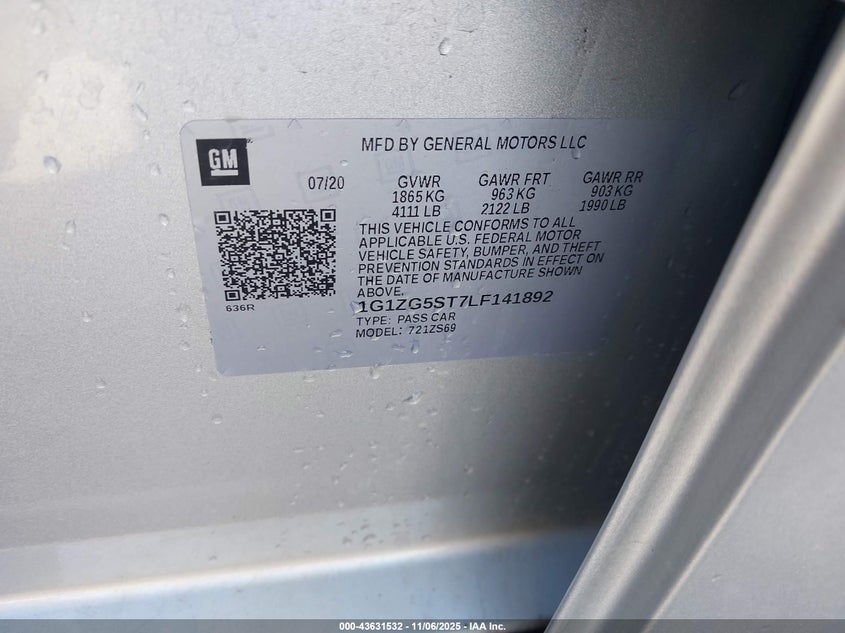 GM
MFD BY GENERAL MOTORS LLC
07/20 GVWR GAWR FRT GAWR RR
1865 KG 963 KG 903 KG
4111 LB 2122 LB 1990 LB
THIS VEHICLE CONFORMS TO ALL
APPLICABLE U.S. FEDERAL MOTOR
VEHICLE SAFETY, BUMPER, AND THEFT
PREVENTION STANDARDS IN EFFECT ON
THE DATE OF MANUFACTURE SHOWN
ABOVE.
636R
1G1ZG5ST7LF141892
TYPE: PASS CAR
MODEL: 721ZS69
000-43631532 - 11/06/2025 - IAA Inc.